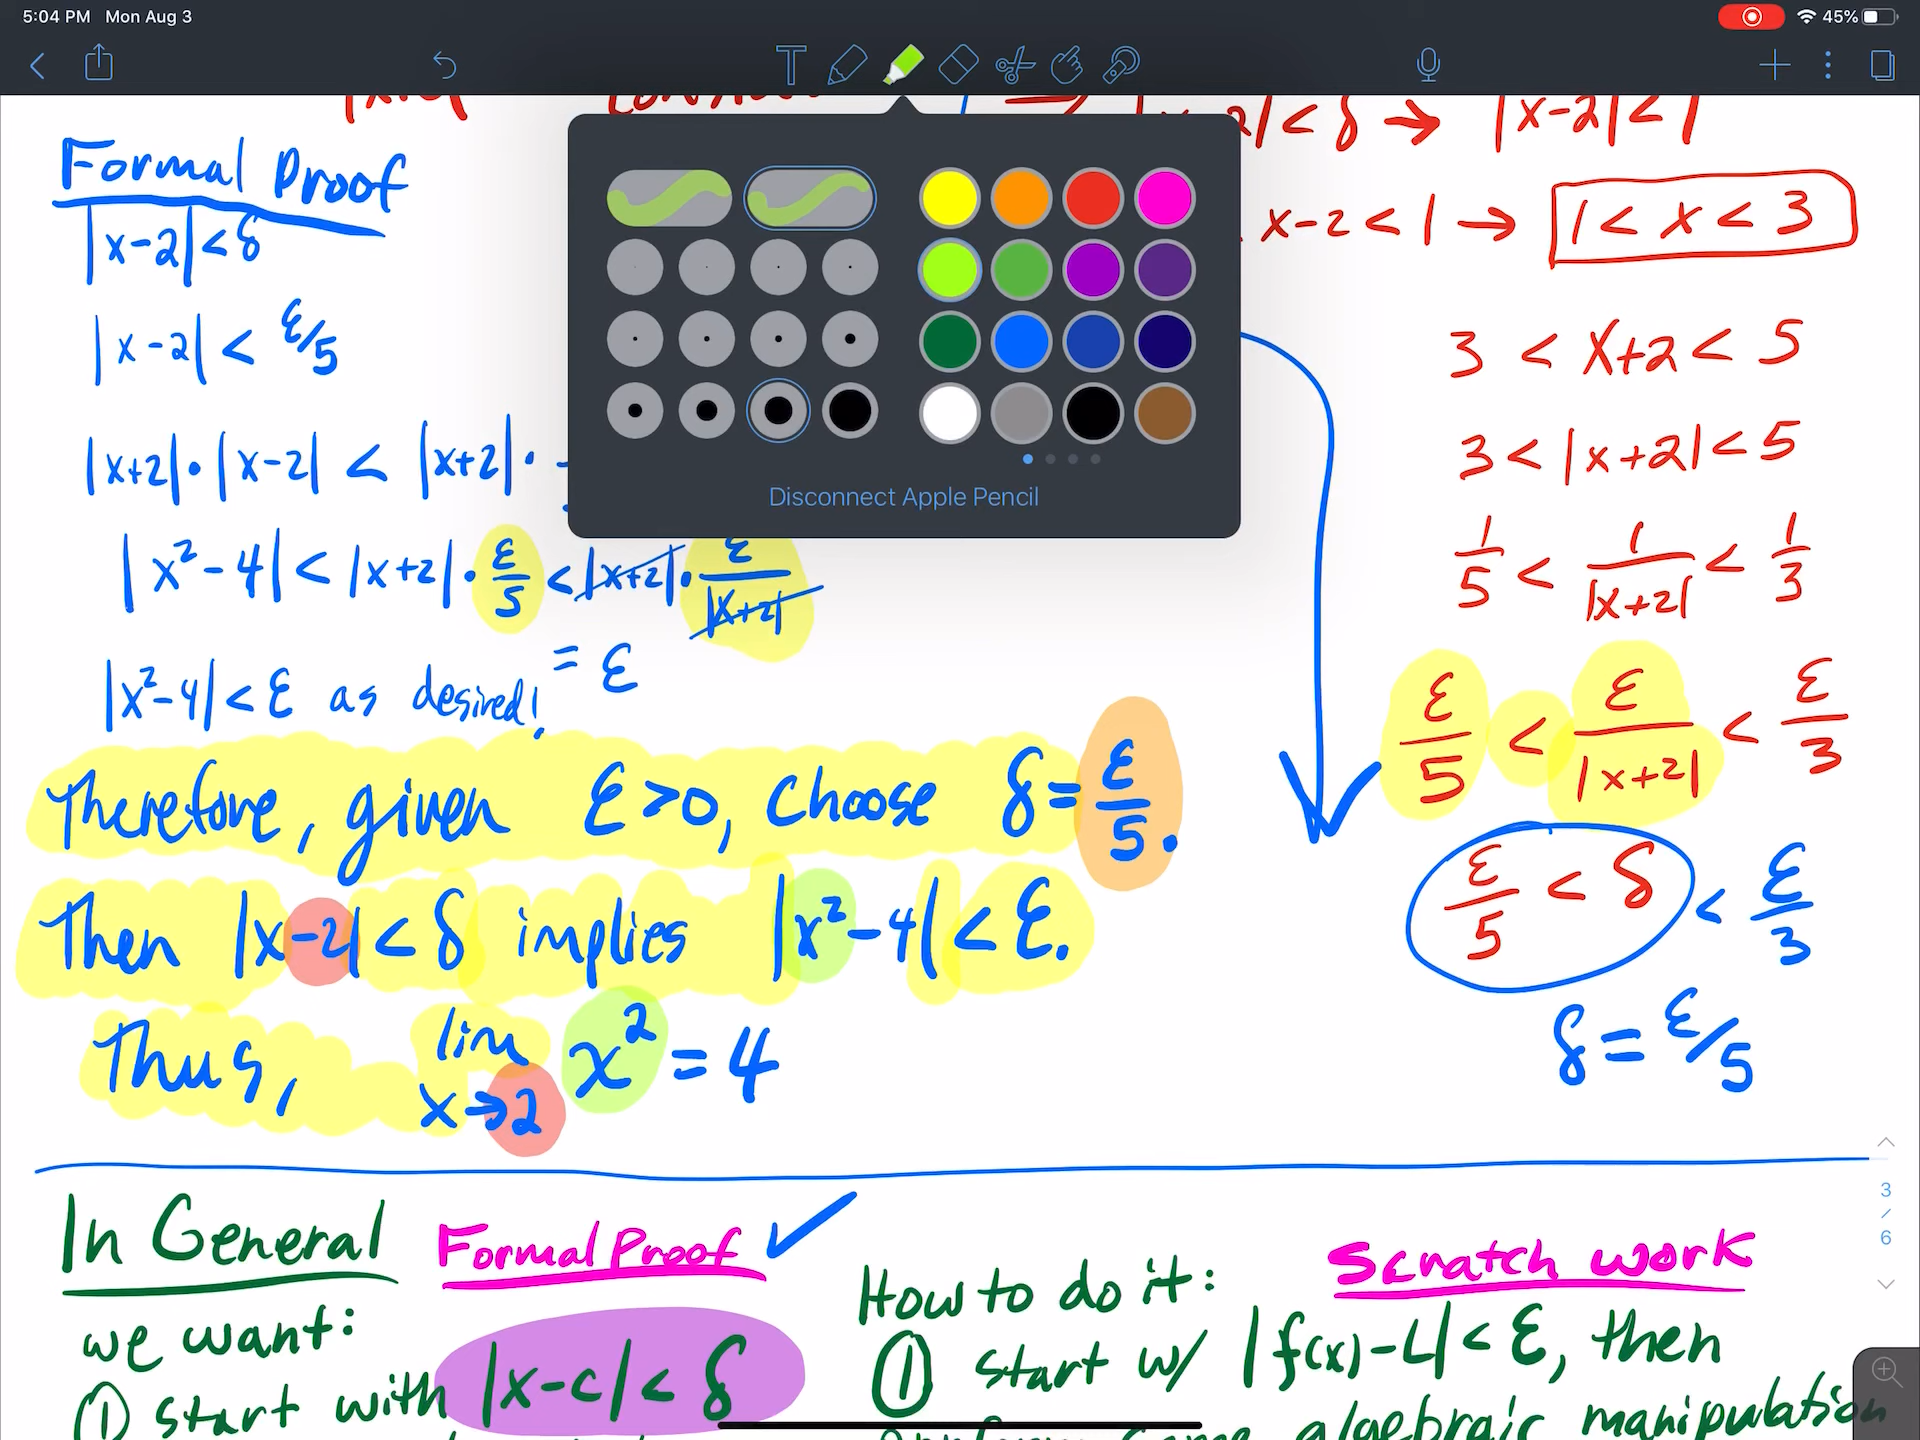 5:04 PM Mon Aug 3
45%
T
|x-2|<1
Formal Proof
|x-2|<δ
<δ → 
x-2<1 → 1<x<3
|x-2|<ε/5
3<x+2<5
|x+2|·|x-2|<|x+2|·
3<|x+2|<5
Disconnect Apple Pencil
|x²-4|<|x+2|·ε/5<|x+2|·ε/|x+2|
1/5<1/|x+2|<1/3
=ε
|x²-4|<ε as desired!
ε/5<ε/|x+2|<ε/3
Therefore, given ε>0, choose δ=ε/5.
ε/5<δ<ε/3
Then |x-2|<δ implies |x²-4|<ε.
δ=ε/5
Thus, lim x→2 x²=4
3
/
6
In General Formal Proof ✓
Scratch work
How to do it:
we want:
① start with |x-c|<δ
① start w/ |f(x)-L|<ε, then
some algebraic manipulation